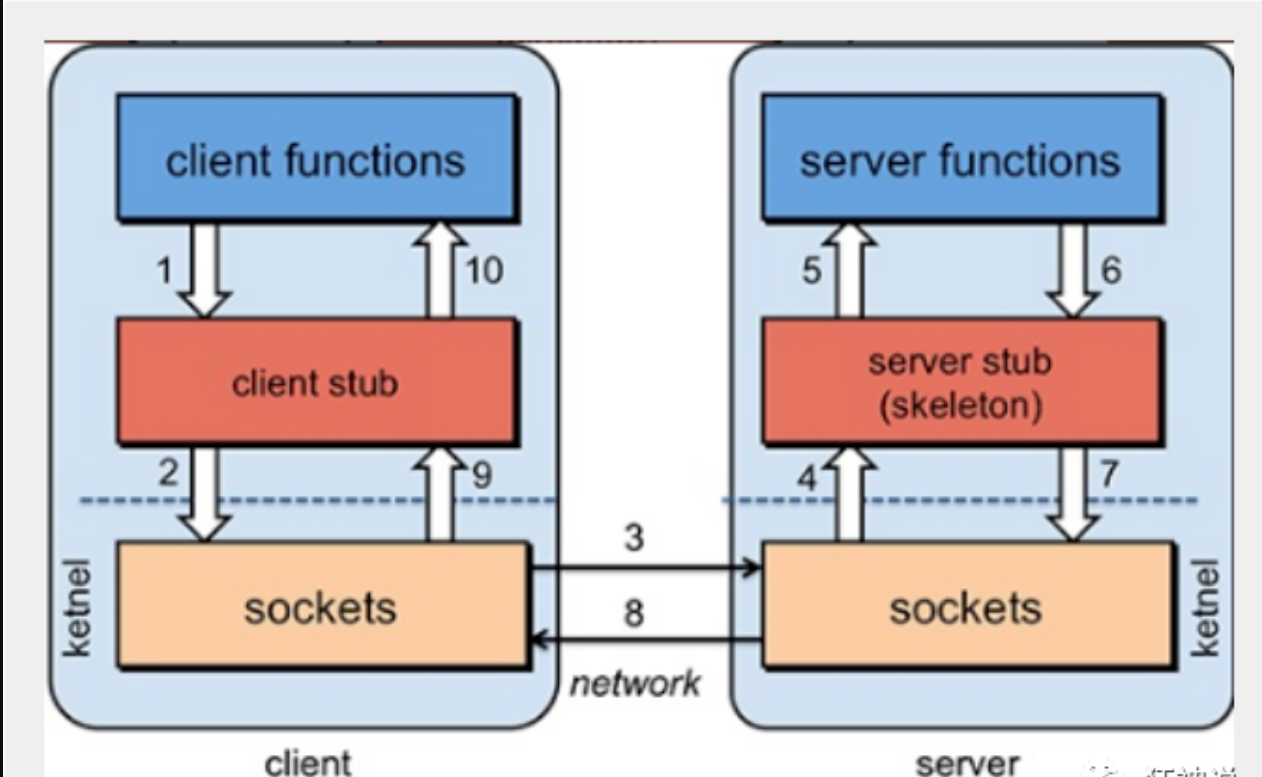 client functions
server functions
1
10
5
6
client stub
server stub
(skeleton)
2
9
4
7
3
ketnel
sockets
8
sockets
ketnel
network
client
server